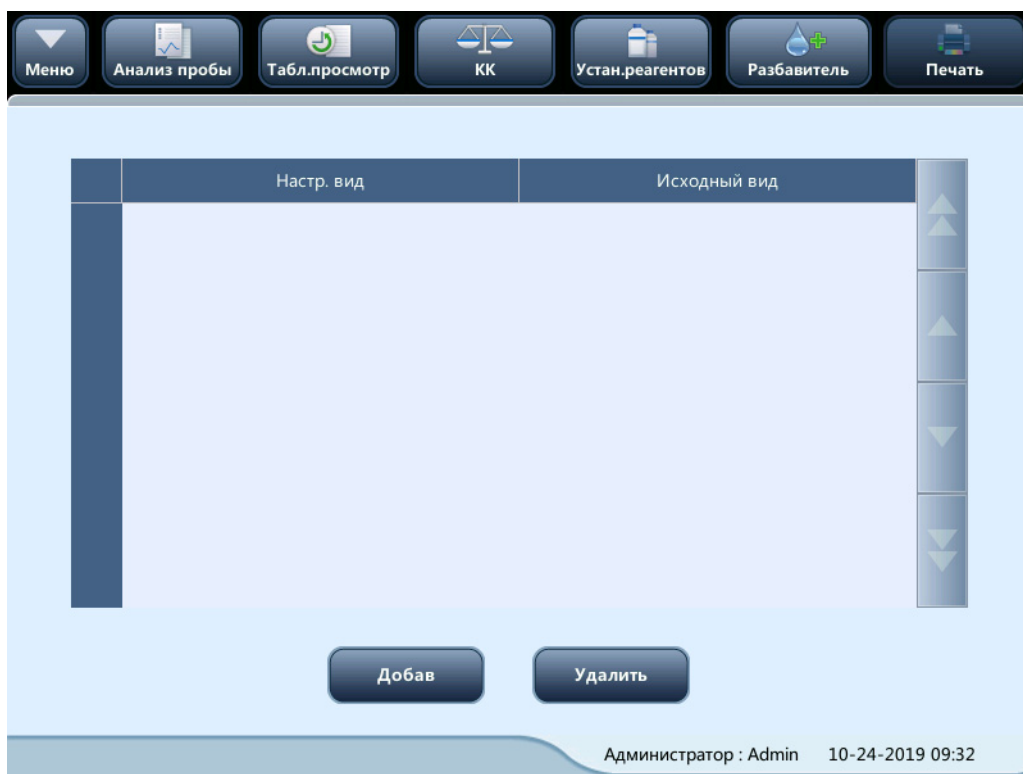 Меню Анализ пробы Табл.просмотр КК Устан.реагентов Разбавитель Печать
Настр. вид Исходный вид
Добав Удалить
Администратор : Admin 10-24-2019 09:32